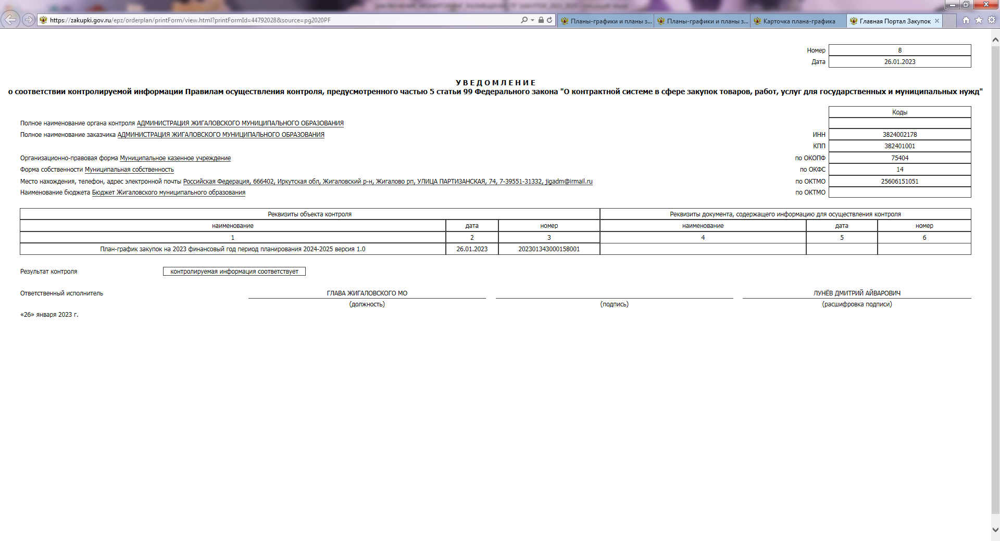 https://zakupki.gov.ru/epz/orderplan/printForm/view.html?printFormId=44792028&source=pg2020PF
Планы-графики и планы з...
Планы-графики и планы з...
Карточка плана-графика
Главная Портал Закупок
Номер 8
Дата 26.01.2023
У В Е Д О М Л Е Н И Е
о соответствии контролируемой информации Правилам осуществления контроля, предусмотренного частью 5 статьи 99 Федерального закона "О контрактной системе в сфере закупок товаров, работ, услуг для государственных и муниципальных нужд"
Коды
Полное наименование органа контроля АДМИНИСТРАЦИЯ ЖИГАЛОВСКОГО МУНИЦИПАЛЬНОГО ОБРАЗОВАНИЯ
Полное наименование заказчика АДМИНИСТРАЦИЯ ЖИГАЛОВСКОГО МУНИЦИПАЛЬНОГО ОБРАЗОВАНИЯ ИНН 3824002178
КПП 382401001
Организационно-правовая форма Муниципальное казенное учреждение по ОКОПФ 75404
Форма собственности Муниципальная собственность по ОКФС 14
Место нахождения, телефон, адрес электронной почты Российская Федерация, 666402, Иркутская обл, Жигаловский р-н, Жигалово рп, УЛИЦА ПАРТИЗАНСКАЯ, 74, 7-39551-31332, jigadm@irmail.ru по ОКТМО 25606151051
Наименование бюджета Бюджет Жигаловского муниципального образования по ОКТМО
Реквизиты объекта контроля Реквизиты документа, содержащего информацию для осуществления контроля
наименование дата номер наименование дата номер
1 2 3 4 5 6
План-график закупок на 2023 финансовый год период планирования 2024-2025 версия 1.0 26.01.2023 202301343000158001
Результат контроля контролируемая информация соответствует
Ответственный исполнитель ГЛАВА ЖИГАЛОВСКОГО МО ЛУНЁВ ДМИТРИЙ АЙВАРОВИЧ
(должность) (подпись) (расшифровка подписи)
«26» января 2023 г.